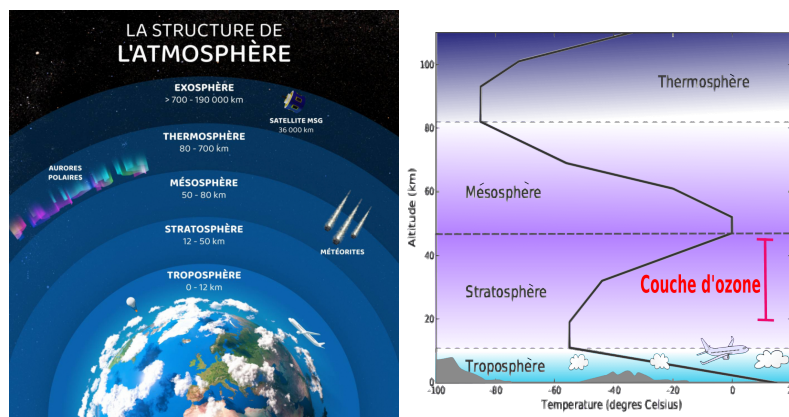 LA STRUCTURE DE
L'ATMOSPHÈRE
EXOSPHÈRE
> 700 - 190 000 km
SATELLITE MSG
36 000 km
THERMOSPHÈRE
80 - 700 km
AURORES
POLAIRES
MÉSOSPHÈRE
50 - 80 km
STRATOSPHÈRE
12 - 50 km
MÉTÉORITES
TROPOSPHÈRE
0 - 12 km
Altitude (km)
100
80
60
40
20
0
Thermosphère
Mésosphère
Stratosphère
Couche d'ozone
Troposphère
-100 -80 -60 -40 -20 0 20
Temperature (degres Celsius)